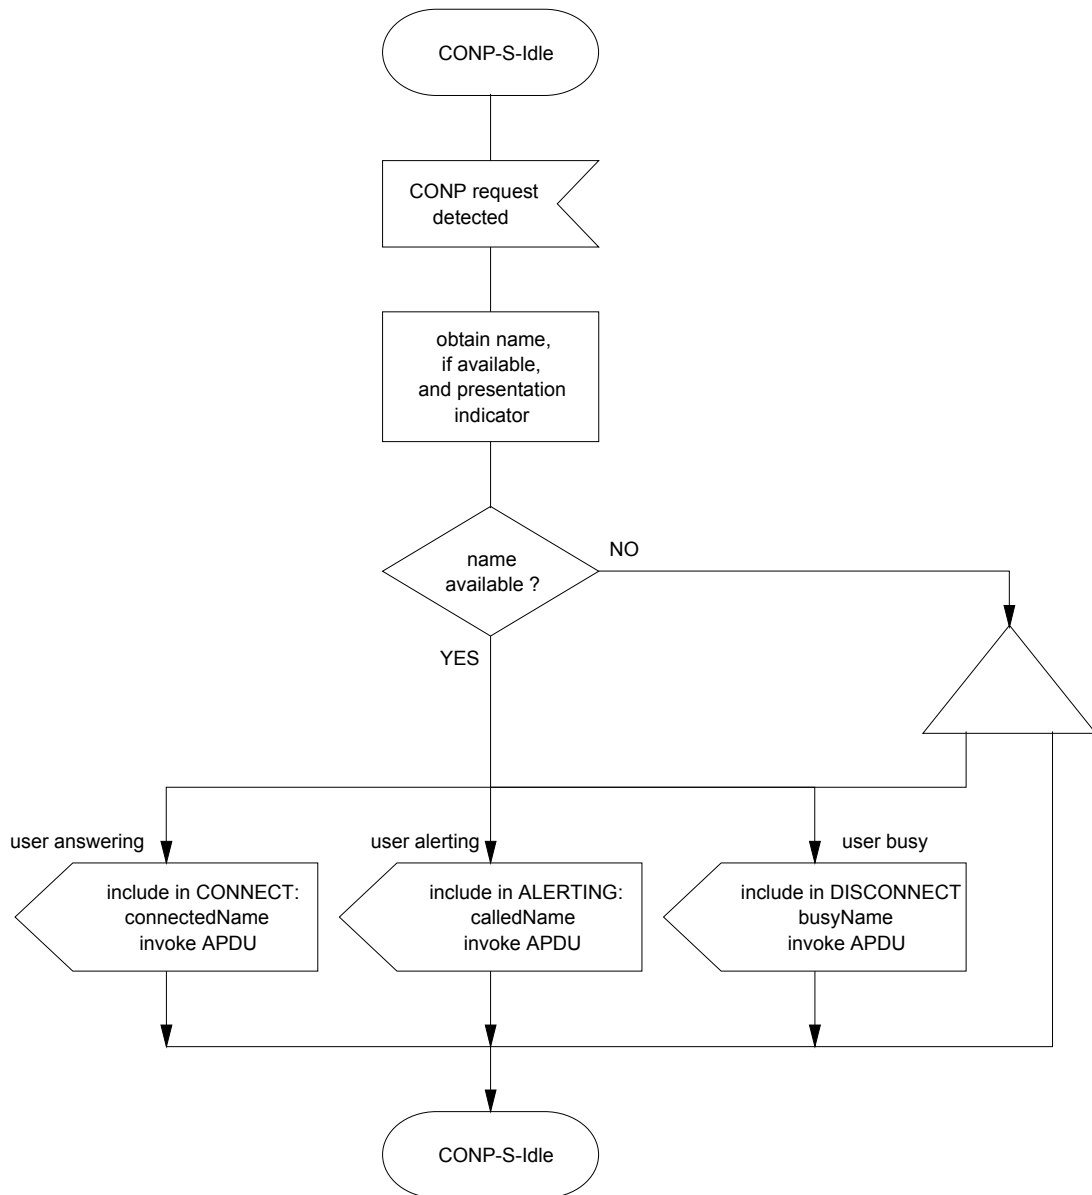 CONP-S-Idle
CONP request
detected
obtain name,
if available,
and presentation
indicator
name
available ?
NO
YES
user answering
include in CONNECT:
connectedName
invoke APDU
user alerting
include in ALERTING:
calledName
invoke APDU
user busy
include in DISCONNECT
busyName
invoke APDU
CONP-S-Idle